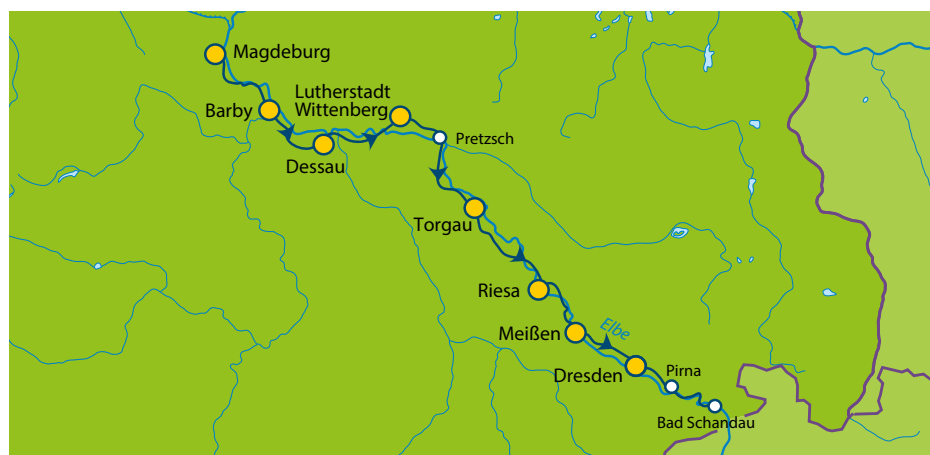 Magdeburg
Lutherstadt
Wittenberg
Barby
Pretzsch
Dessau
Torgau
Riesa
Elbe
Meißen
Pirna
Dresden
Bad Schandau